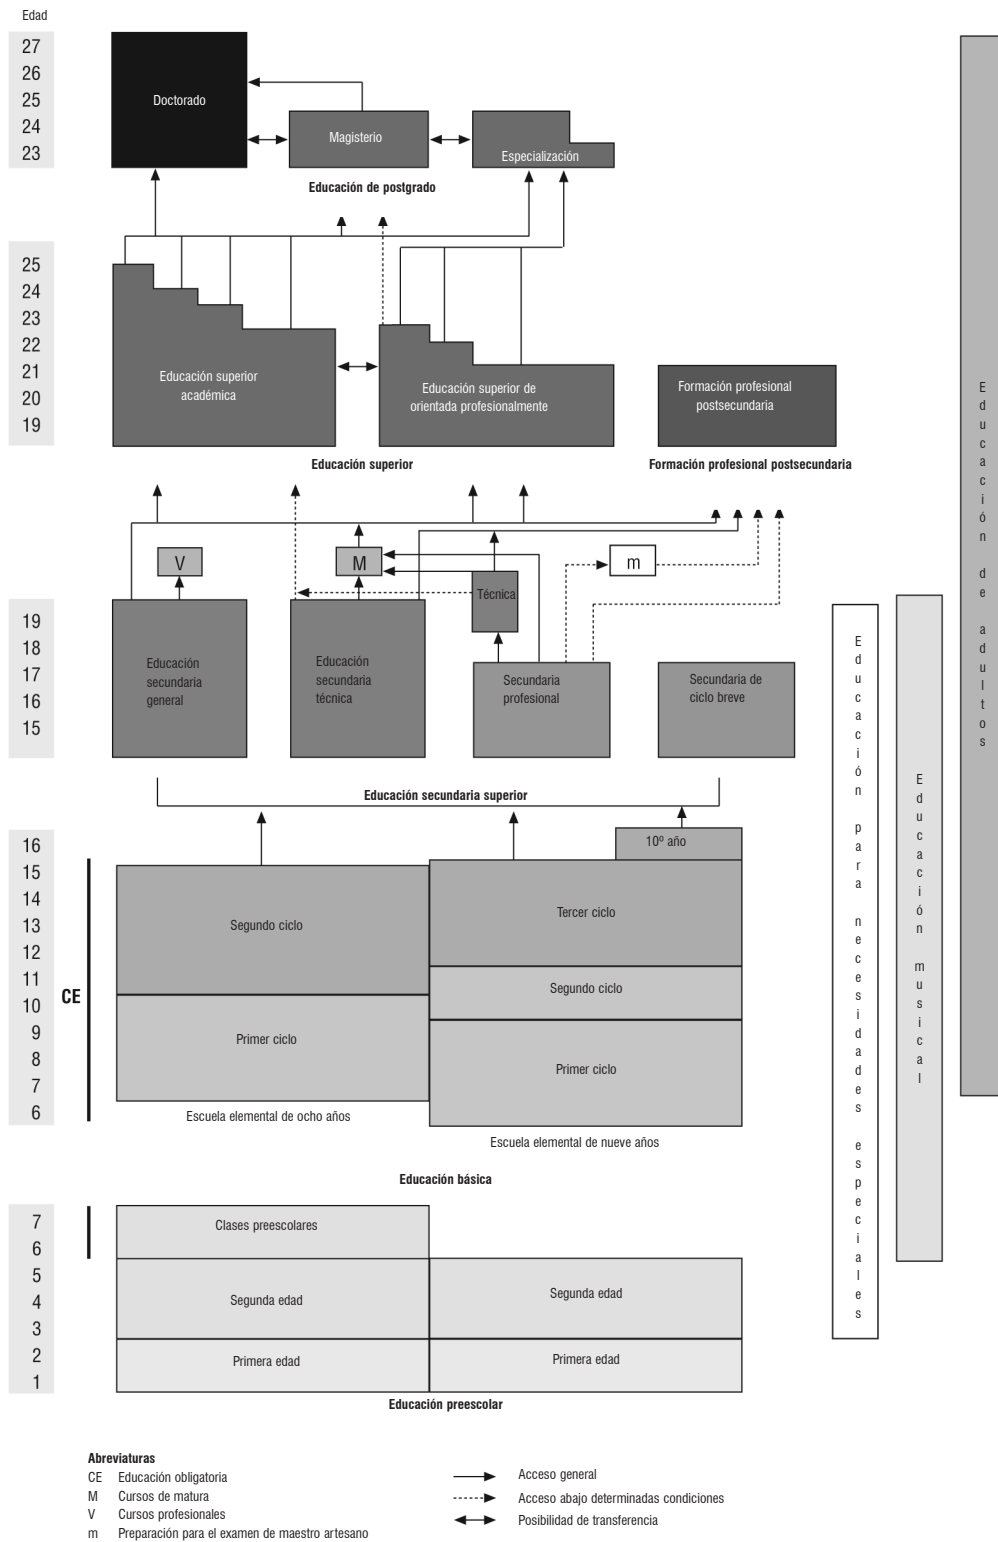 Edad
27
26
25
24
23
Doctorado
Magisterio
Especialización
Educación de postgrado
25
24
23
22
21
20
19
Educación superior
académica
Educación superior de
orientada profesionalmente
Formación profesional
postsecundaria
Educación superior
Formación profesional postsecundaria
V
M
m
Técnica
19
18
17
16
15
Educación
secundaria
general
Educación
secundaria
técnica
Secundaria
profesional
Secundaria de
ciclo breve
Educación secundaria superior
16
15
14
13
12
11
10
9
8
7
6
CE
10º año
Segundo ciclo
Tercer ciclo
Segundo ciclo
Primer ciclo
Primer ciclo
Escuela elemental de ocho años
Escuela elemental de nueve años
Educación básica
7
6
5
4
3
2
1
Clases preescolares
Segunda edad
Segunda edad
Primera edad
Primera edad
Educación preescolar
Educación para necesidades especiales
Educación musical
Educación de adultos
Abreviaturas
CE Educación obligatoria
M Cursos de matura
V Cursos profesionales
m Preparación para el examen de maestro artesano
Acceso general
Acceso abajo determinadas condiciones
Posibilidad de transferencia